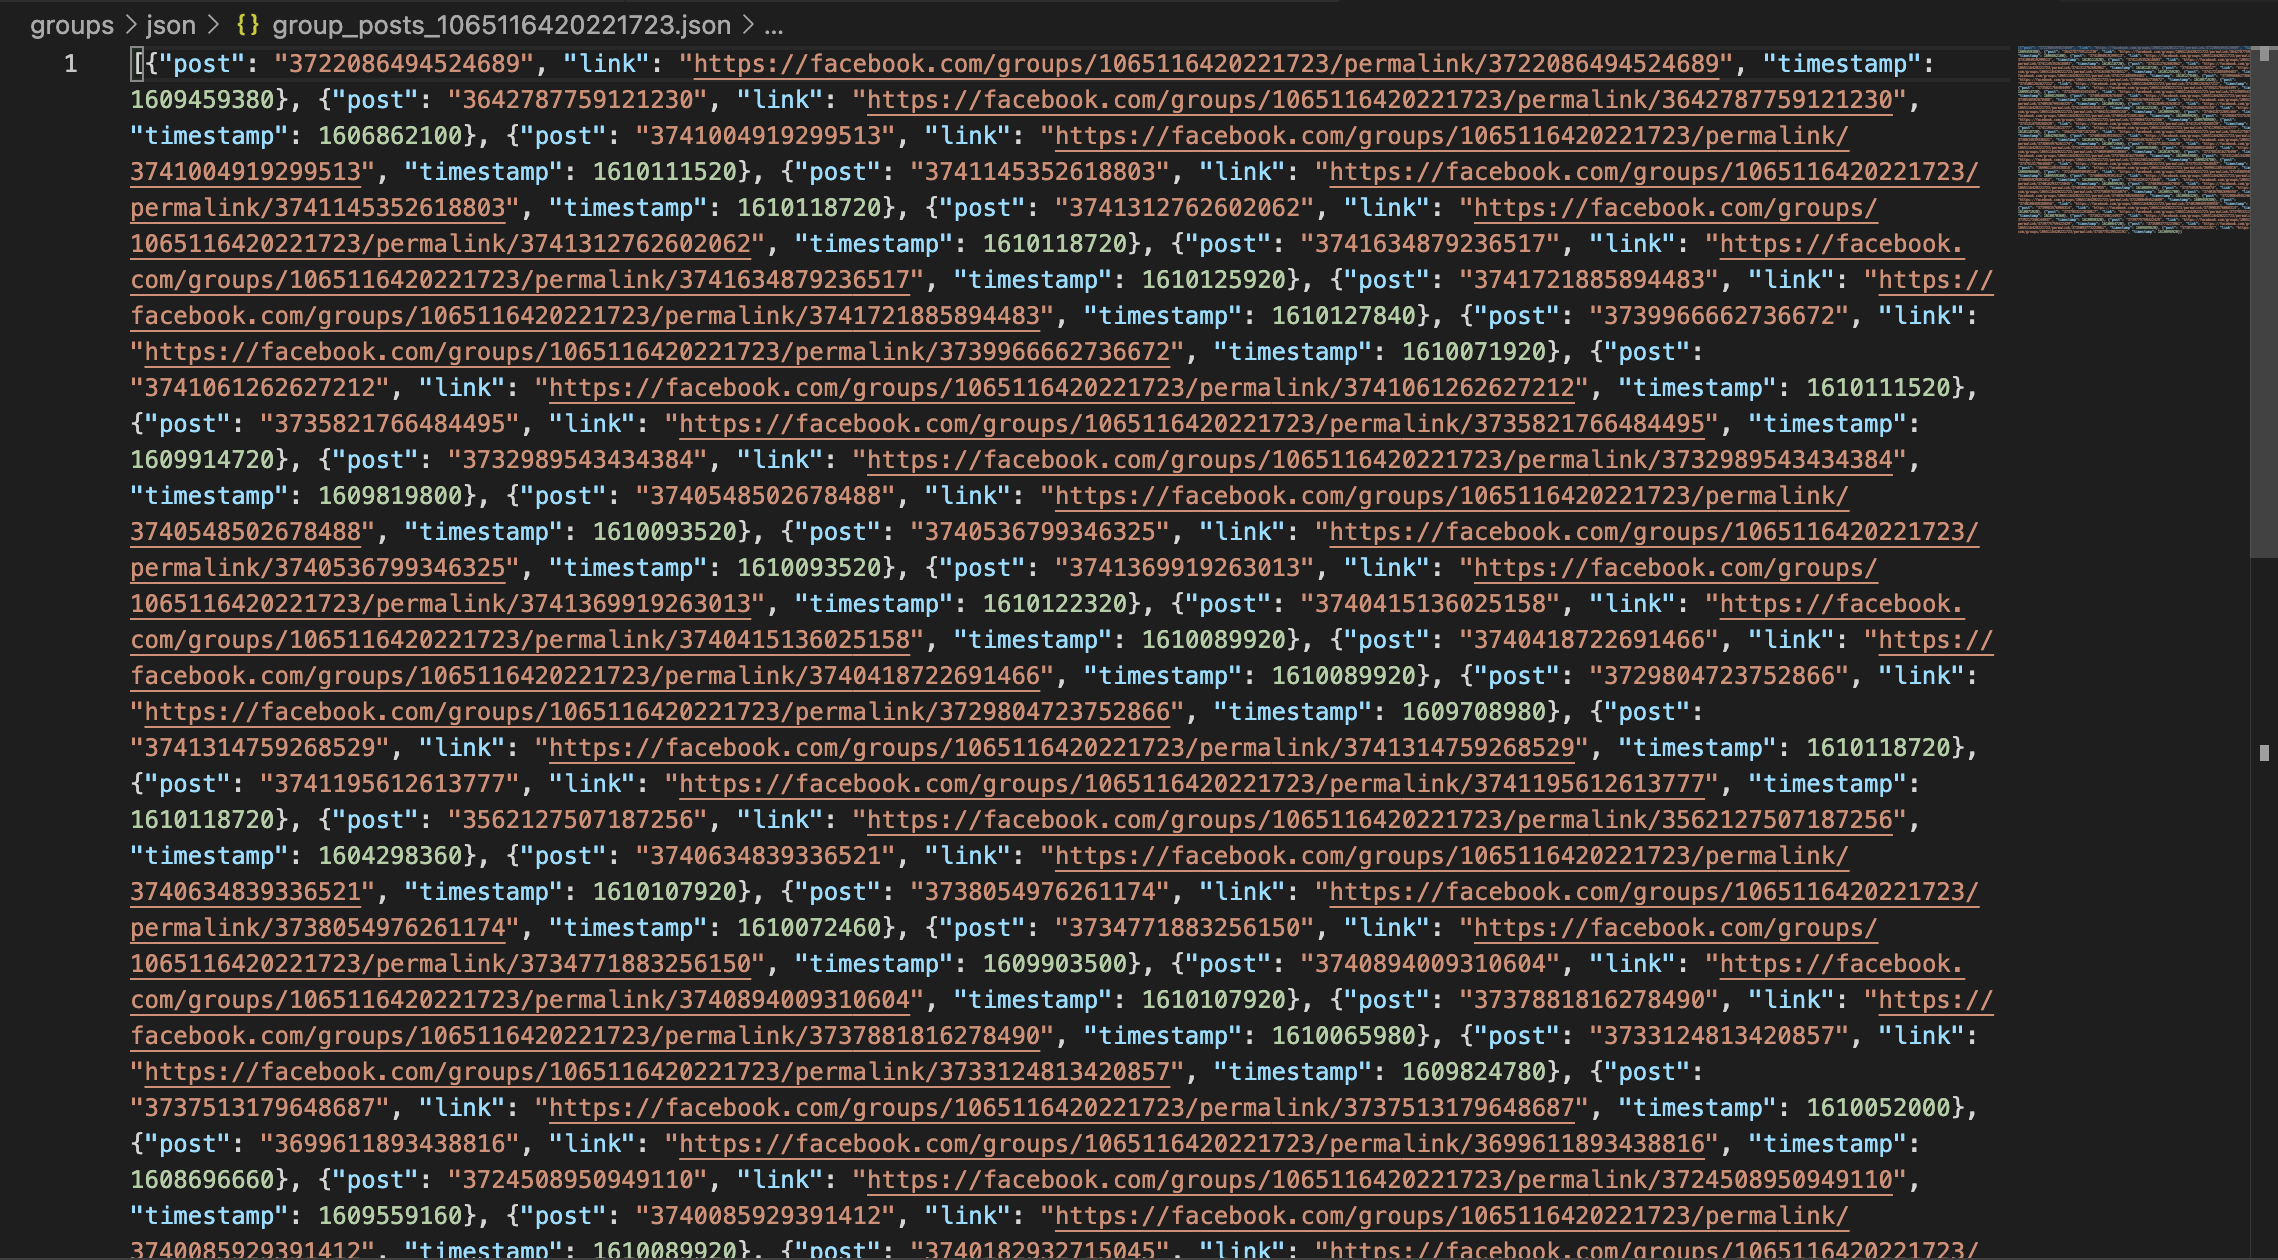 groups > json > {} group_posts_1065116420221723.json > ...
1 [{"post": "3722086494524689", "link": "https://facebook.com/groups/1065116420221723/permalink/3722086494524689", "timestamp":
1609459380}, {"post": "3642787759121230", "link": "https://facebook.com/groups/1065116420221723/permalink/3642787759121230",
"timestamp": 1606862100}, {"post": "3741004919299513", "link": "https://facebook.com/groups/1065116420221723/permalink/
3741004919299513", "timestamp": 1610111520}, {"post": "3741145352618803", "link": "https://facebook.com/groups/1065116420221723/
permalink/3741145352618803", "timestamp": 1610118720}, {"post": "3741312762602062", "link": "https://facebook.com/groups/
1065116420221723/permalink/3741312762602062", "timestamp": 1610118720}, {"post": "3741634879236517", "link": "https://facebook.
com/groups/1065116420221723/permalink/3741634879236517", "timestamp": 1610125920}, {"post": "3741721885894483", "link": "https://
facebook.com/groups/1065116420221723/permalink/3741721885894483", "timestamp": 1610127840}, {"post": "3739966662736672", "link":
"https://facebook.com/groups/1065116420221723/permalink/3739966662736672", "timestamp": 1610071920}, {"post":
"3741061262627212", "link": "https://facebook.com/groups/1065116420221723/permalink/3741061262627212", "timestamp": 1610111520},
{"post": "3735821766484495", "link": "https://facebook.com/groups/1065116420221723/permalink/3735821766484495", "timestamp":
1609914720}, {"post": "3732989543434384", "link": "https://facebook.com/groups/1065116420221723/permalink/3732989543434384",
"timestamp": 1609819800}, {"post": "3740548502678488", "link": "https://facebook.com/groups/1065116420221723/permalink/
3740548502678488", "timestamp": 1610093520}, {"post": "3740536799346325", "link": "https://facebook.com/groups/1065116420221723/
permalink/3740536799346325", "timestamp": 1610093520}, {"post": "3741369919263013", "link": "https://facebook.com/groups/
1065116420221723/permalink/3741369919263013", "timestamp": 1610122320}, {"post": "3740415136025158", "link": "https://facebook.
com/groups/1065116420221723/permalink/3740415136025158", "timestamp": 1610089920}, {"post": "3740418722691466", "link": "https://
facebook.com/groups/1065116420221723/permalink/3740418722691466", "timestamp": 1610089920}, {"post": "3729804723752866", "link":
"https://facebook.com/groups/1065116420221723/permalink/3729804723752866", "timestamp": 1609708980}, {"post":
"3741314759268529", "link": "https://facebook.com/groups/1065116420221723/permalink/3741314759268529", "timestamp": 1610118720},
{"post": "3741195612613777", "link": "https://facebook.com/groups/1065116420221723/permalink/3741195612613777", "timestamp":
1610118720}, {"post": "3562127507187256", "link": "https://facebook.com/groups/1065116420221723/permalink/3562127507187256",
"timestamp": 1604298360}, {"post": "3740634839336521", "link": "https://facebook.com/groups/1065116420221723/permalink/
3740634839336521", "timestamp": 1610107920}, {"post": "3738054976261174", "link": "https://facebook.com/groups/1065116420221723/
permalink/3738054976261174", "timestamp": 1610072460}, {"post": "3734771883256150", "link": "https://facebook.com/groups/
1065116420221723/permalink/3734771883256150", "timestamp": 1609903500}, {"post": "3740894009310604", "link": "https://facebook.
com/groups/1065116420221723/permalink/3740894009310604", "timestamp": 1610107920}, {"post": "3737881816278490", "link": "https://
facebook.com/groups/1065116420221723/permalink/3737881816278490", "timestamp": 1610065980}, {"post": "3733124813420857", "link":
"https://facebook.com/groups/1065116420221723/permalink/3733124813420857", "timestamp": 1609824780}, {"post":
"3737513179648687", "link": "https://facebook.com/groups/1065116420221723/permalink/3737513179648687", "timestamp": 1610052000},
{"post": "3699611893438816", "link": "https://facebook.com/groups/1065116420221723/permalink/3699611893438816", "timestamp":
1608696660}, {"post": "3724508950949110", "link": "https://facebook.com/groups/1065116420221723/permalink/3724508950949110",
"timestamp": 1609559160}, {"post": "3740085929391412", "link": "https://facebook.com/groups/1065116420221723/permalink/
3740085929391412", "timestamp": 1610089920}, {"post": "3740182932715045", "link": "https://facebook.com/groups/1065116420221723/